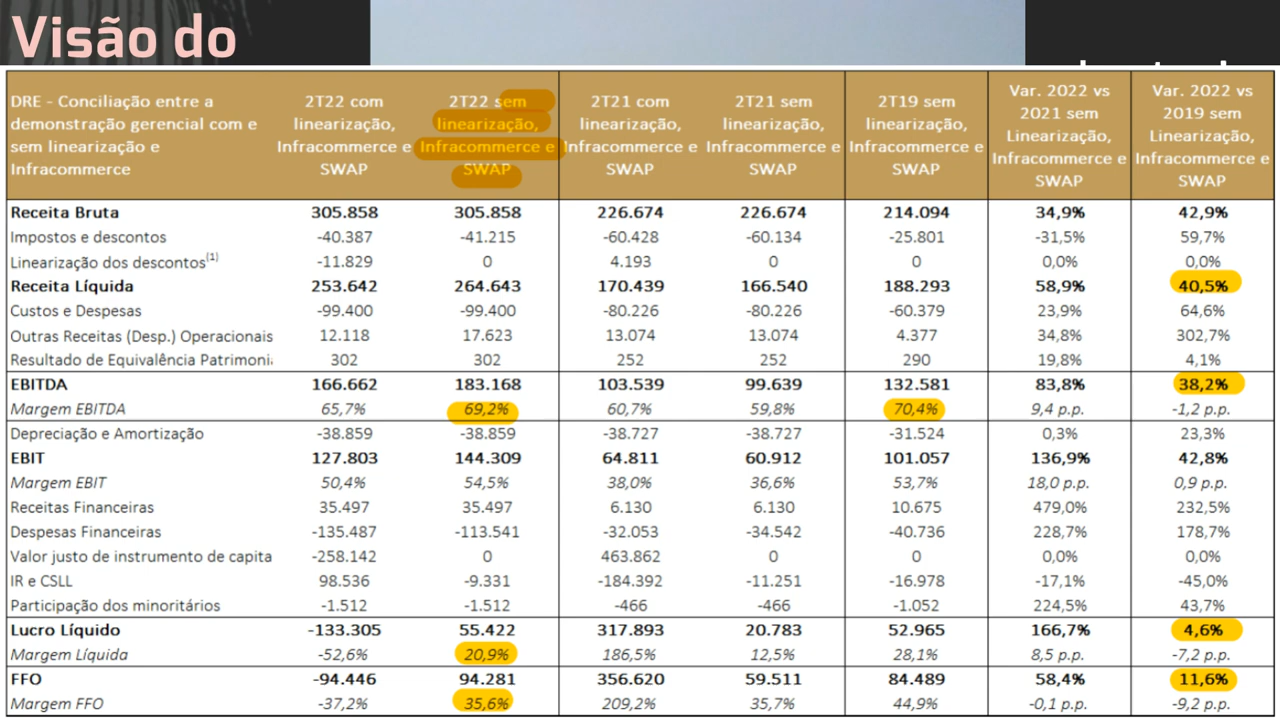 Visão do
DRE - Conciliação entre a demonstração gerencial com e sem linearização e Infracommerce | 2T22 com linearização, Infracommerce e SWAP | 2T22 sem linearização, Infracommerce e SWAP | 2T21 com linearização, Infracommerce e SWAP | 2T21 sem linearização, Infracommerce e SWAP | 2T19 sem linearização, Infracommerce e SWAP | Var. 2022 vs 2021 sem Linearização, Infracommerce e SWAP | Var. 2022 vs 2019 sem Linearização, Infracommerce e SWAP
Receita Bruta 305.858 305.858 226.674 226.674 214.094 34,9% 42,9%
Impostos e descontos -40.387 -41.215 -60.428 -60.134 -25.801 -31,5% 59,7%
Linearização dos descontos(1) -11.829 0 4.193 0 0 0,0% 0,0%
Receita Líquida 253.642 264.643 170.439 166.540 188.293 58,9% 40,5%
Custos e Despesas -99.400 -99.400 -80.226 -80.226 -60.379 23,9% 64,6%
Outras Receitas (Desp.) Operacionais 12.118 17.623 13.074 13.074 4.377 34,8% 302,7%
Resultado de Equivalência Patrimoni 302 302 252 252 290 19,8% 4,1%
EBITDA 166.662 183.168 103.539 99.639 132.581 83,8% 38,2%
Margem EBITDA 65,7% 69,2% 60,7% 59,8% 70,4% 9,4 p.p. -1,2 p.p.
Depreciação e Amortização -38.859 -38.859 -38.727 -38.727 -31.524 0,3% 23,3%
EBIT 127.803 144.309 64.811 60.912 101.057 136,9% 42,8%
Margem EBIT 50,4% 54,5% 38,0% 36,6% 53,7% 18,0 p.p. 0,9 p.p.
Receitas Financeiras 35.497 35.497 6.130 6.130 10.675 479,0% 232,5%
Despesas Financeiras -135.487 -113.541 -32.053 -34.542 -40.736 228,7% 178,7%
Valor justo de instrumento de capita -258.142 0 463.862 0 0 0,0% 0,0%
IR e CSLL 98.536 -9.331 -184.392 -11.251 -16.978 -17,1% -45,0%
Participação dos minoritários -1.512 -1.512 -466 -466 -1.052 224,5% 43,7%
Lucro Líquido -133.305 55.422 317.893 20.783 52.965 166,7% 4,6%
Margem Líquida -52,6% 20,9% 186,5% 12,5% 28,1% 8,5 p.p. -7,2 p.p.
FFO -94.446 94.281 356.620 59.511 84.489 58,4% 11,6%
Margem FFO -37,2% 35,6% 209,2% 35,7% 44,9% -0,1 p.p. -9,2 p.p.